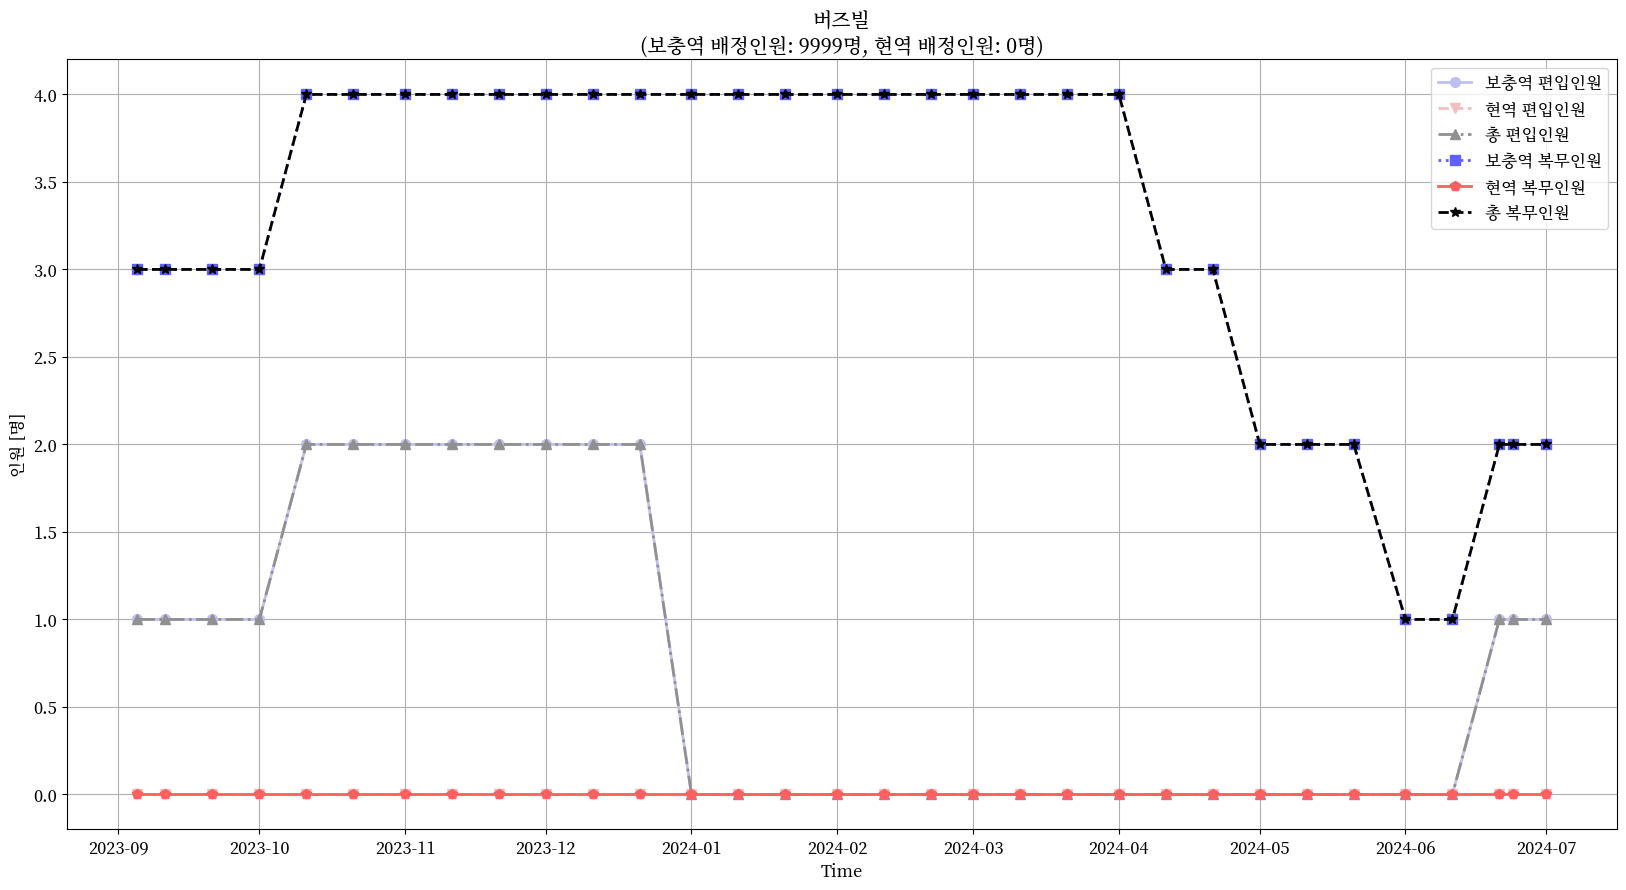 버즈빌
(보충역 배정인원: 9999명, 현역 배정인원: 0명)
보충역 편입인원
현역 편입인원
총 편입인원
보충역 복무인원
현역 복무인원
총 복무인원
인원 [명]
4.0
3.5
3.0
2.5
2.0
1.5
1.0
0.5
0.0
2023-09 2023-10 2023-11 2023-12 2024-01 2024-02 2024-03 2024-04 2024-05 2024-06 2024-07
Time